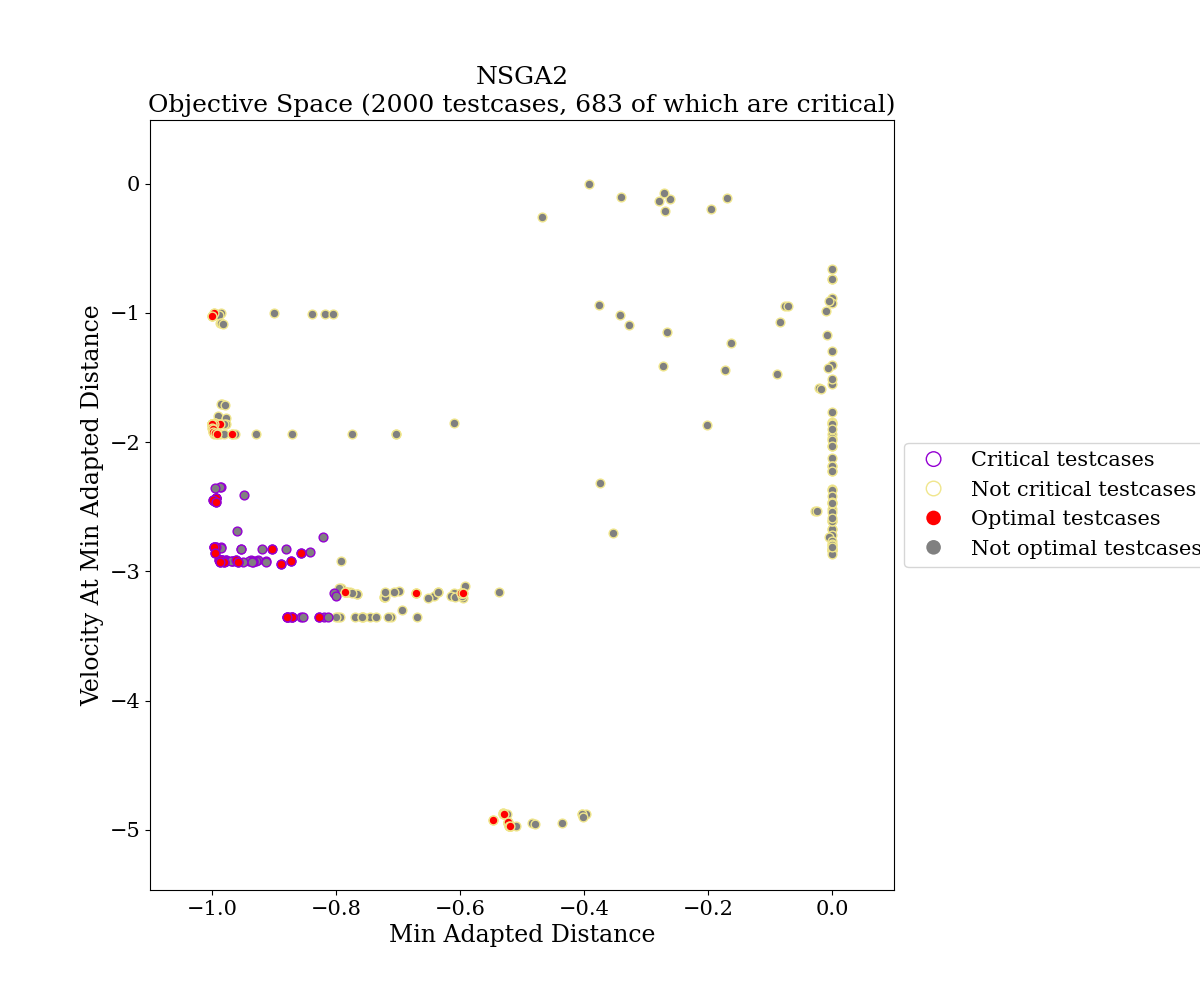 NSGA2
Objective Space (2000 testcases, 683 of which are critical)
Velocity At Min Adapted Distance
0
−1
−2
−3
−4
−5
−1.0
−0.8
−0.6
−0.4
−0.2
0.0
Min Adapted Distance
Critical testcases
Not critical testcases
Optimal testcases
Not optimal testcases